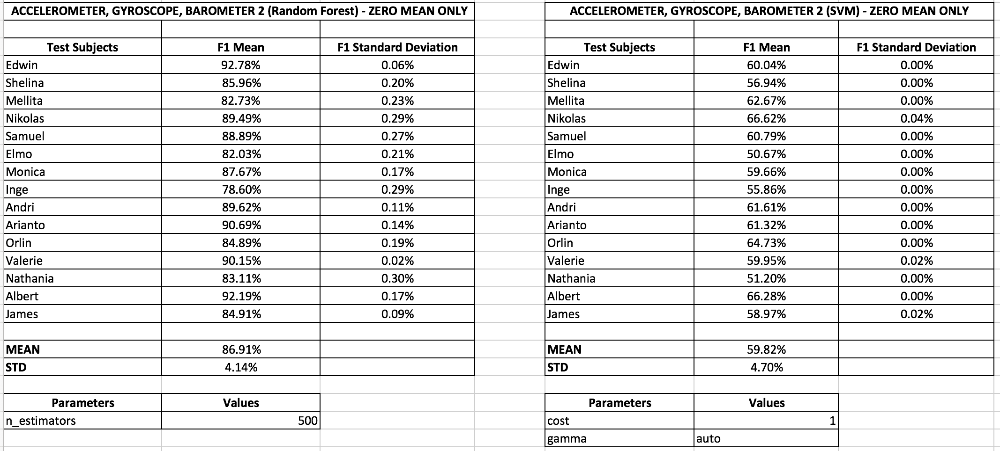 ACCELEROMETER, GYROSCOPE, BAROMETER 2 (Random Forest) - ZERO MEAN ONLY
Test Subjects F1 Mean F1 Standard Deviation
Edwin 92.78% 0.06%
Shelina 85.96% 0.20%
Mellita 82.73% 0.23%
Nikolas 89.49% 0.29%
Samuel 88.89% 0.27%
Elmo 82.03% 0.21%
Monica 87.67% 0.17%
Inge 78.60% 0.29%
Andri 89.62% 0.11%
Arianto 90.69% 0.14%
Orlin 84.89% 0.19%
Valerie 90.15% 0.02%
Nathania 83.11% 0.30%
Albert 92.19% 0.17%
James 84.91% 0.09%
MEAN 86.91%
STD 4.14%
Parameters Values
n_estimators 500
ACCELEROMETER, GYROSCOPE, BAROMETER 2 (SVM) - ZERO MEAN ONLY
Test Subjects F1 Mean F1 Standard Deviation
Edwin 60.04% 0.00%
Shelina 56.94% 0.00%
Mellita 62.67% 0.00%
Nikolas 66.62% 0.04%
Samuel 60.79% 0.00%
Elmo 50.67% 0.00%
Monica 59.66% 0.00%
Inge 55.86% 0.00%
Andri 61.61% 0.00%
Arianto 61.32% 0.00%
Orlin 64.73% 0.00%
Valerie 59.95% 0.02%
Nathania 51.20% 0.00%
Albert 66.28% 0.00%
James 58.97% 0.02%
MEAN 59.82%
STD 4.70%
Parameters Values
cost 1
gamma auto